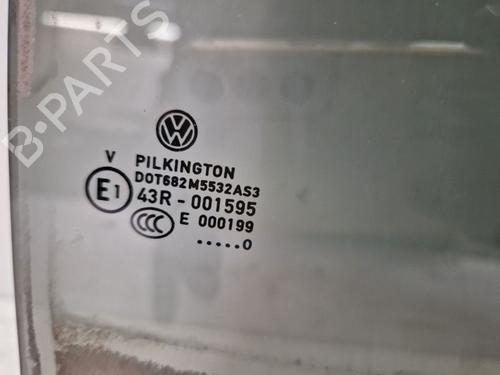 B-PARTS
VW
V
PILKINGTON
DOT682M5532AS3
E1
43R - 001595
CCC
E 000199
.....0